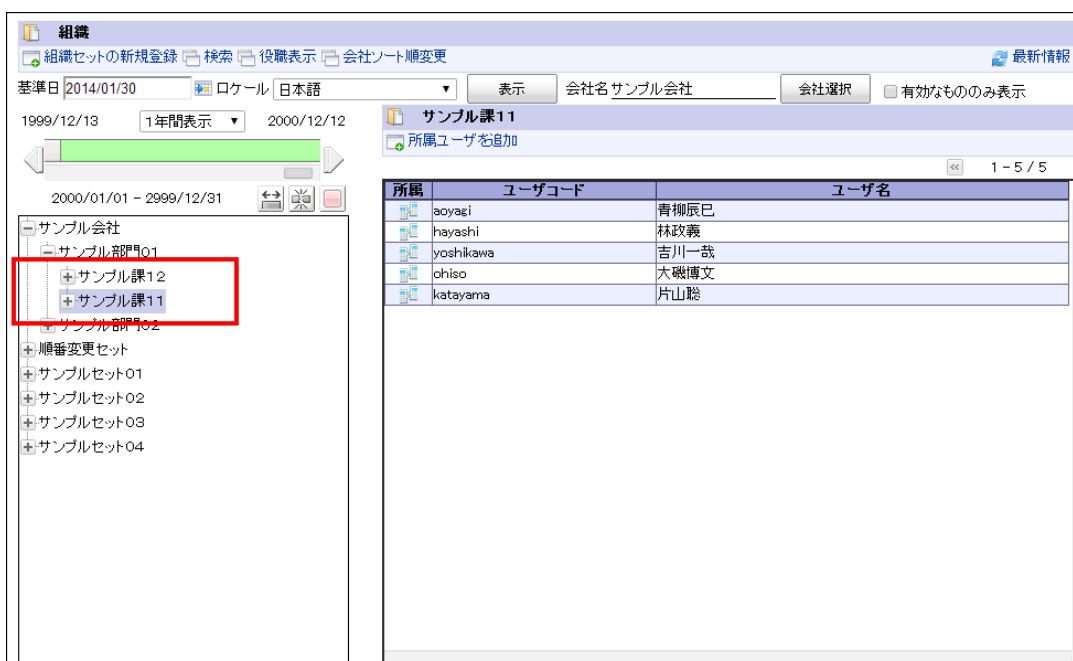 組織
組織セットの新規登録 検索 役職表示 会社ソート順変更 最新情報
基準日 2014/01/30 ロケール 日本語 ▼ 表示 会社名 サンプル会社 会社選択 有効なもののみ表示
1999/12/13 1年間表示 ▼ 2000/12/12
サンプル課11
所属ユーザを追加
<< 1-5/5
2000/01/01 - 2999/12/31
所属 ユーザコード ユーザ名
aoyagi 青柳辰巳
hayashi 林政義
yoshikawa 吉川一哉
ohiso 大磯博文
katayama 片山聡
サンプル会社
サンプル部門01
サンプル課12
サンプル課11
サンプル部門02
順番変更セット
サンプルセット01
サンプルセット02
サンプルセット03
サンプルセット04